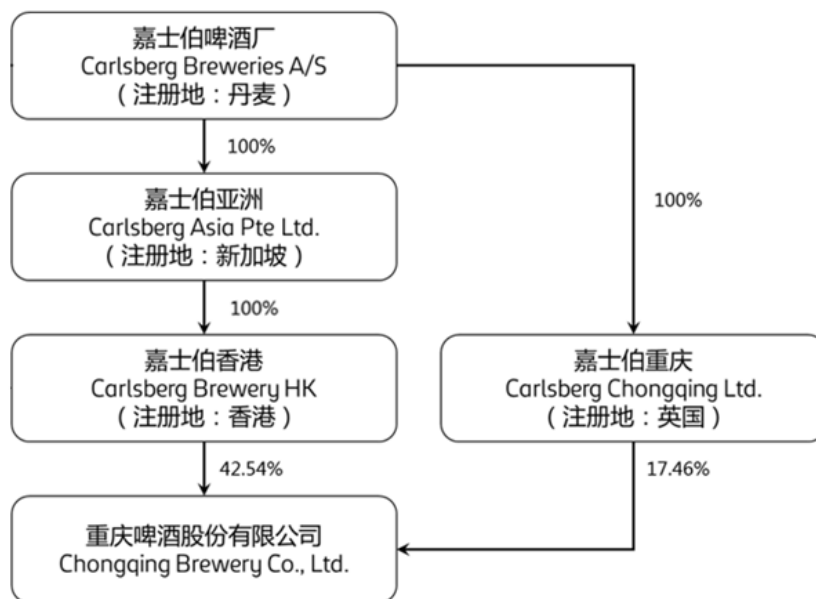 嘉士伯啤酒厂
Carlsberg Breweries A/S
（注册地：丹麦）
100%
嘉士伯亚洲
Carlsberg Asia Pte Ltd.
（注册地：新加坡）
100%
100%
嘉士伯香港
Carlsberg Brewery HK
（注册地：香港）
嘉士伯重庆
Carlsberg Chongqing Ltd.
（注册地：英国）
42.54%
17.46%
重庆啤酒股份有限公司
Chongqing Brewery Co., Ltd.